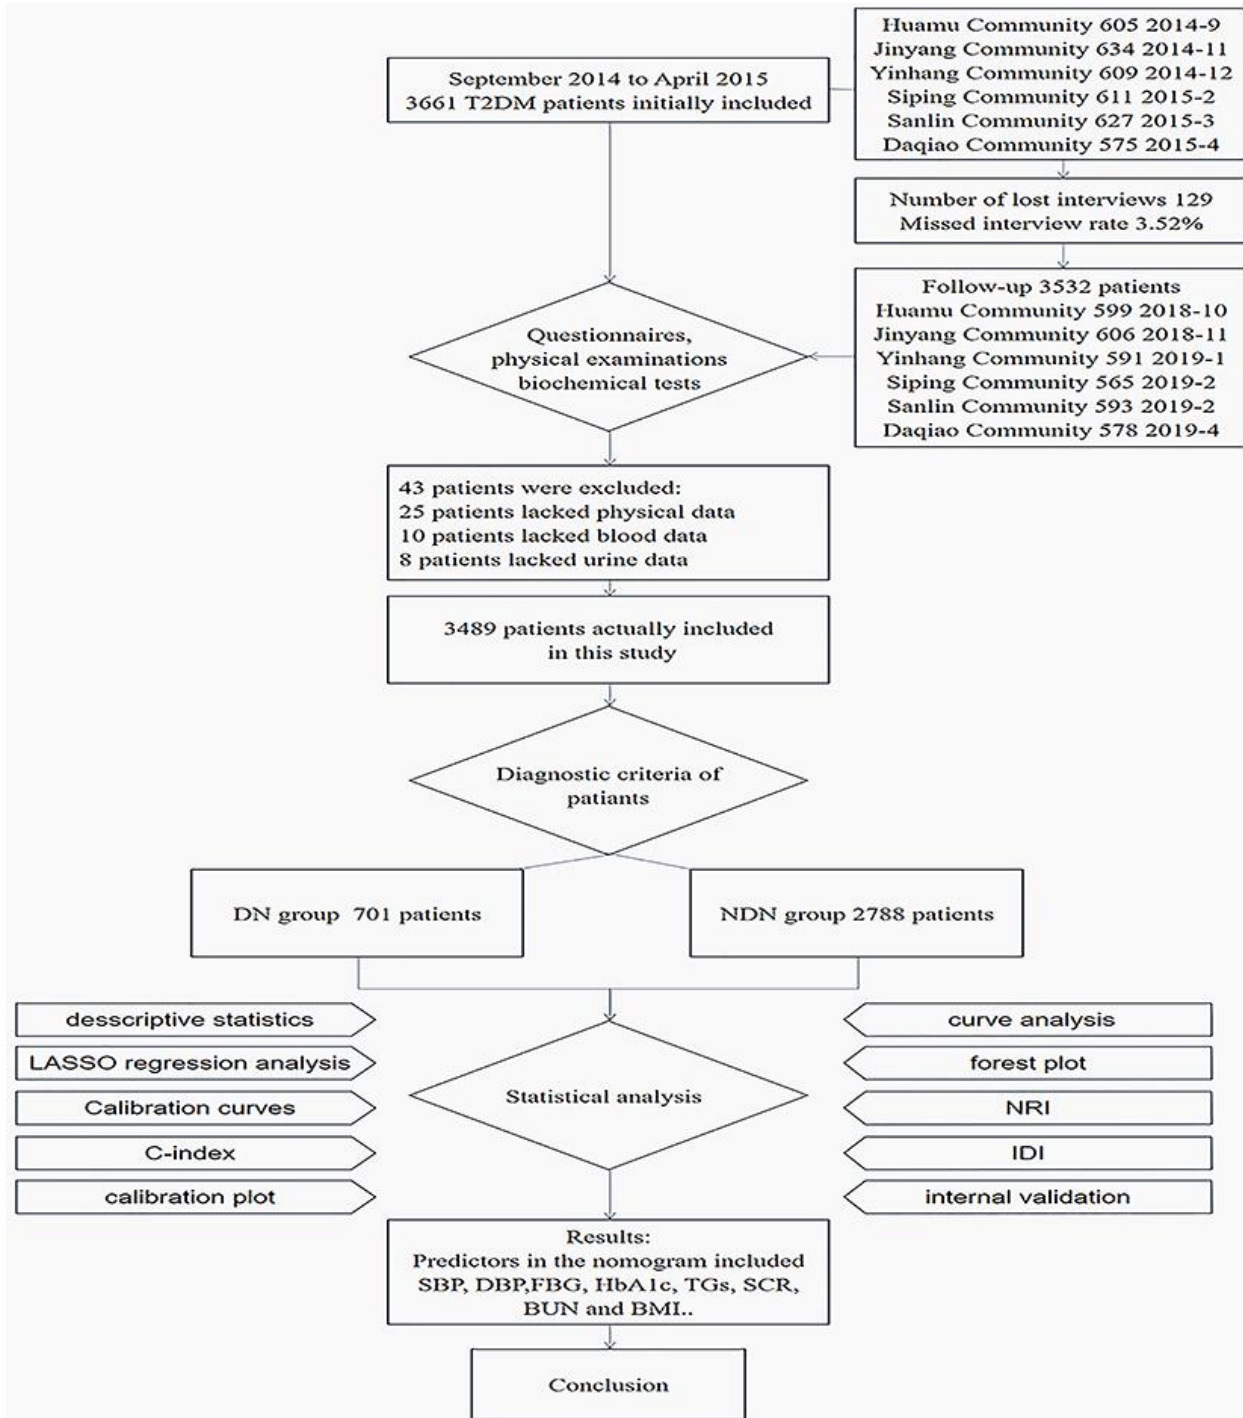 September 2014 to April 2015
3661 T2DM patients initially included
Huamu Community 605 2014-9
Jinyang Community 634 2014-11
Yinhang Community 609 2014-12
Siping Community 611 2015-2
Sanlin Community 627 2015-3
Daqiao Community 575 2015-4
Number of lost interviews 129
Missed interview rate 3.52%
Follow-up 3532 patients
Huamu Community 599 2018-10
Jinyang Community 606 2018-11
Yinhang Community 591 2019-1
Siping Community 565 2019-2
Sanlin Community 593 2019-2
Daqiao Community 578 2019-4
Questionnaires,
physical examinations
biochemical tests
43 patients were excluded:
25 patients lacked physical data
10 patients lacked blood data
8 patients lacked urine data
3489 patients actually included
in this study
Diagnostic criteria of
patiants
DN group 701 patients
NDN group 2788 patients
desscriptive statistics
LASSO regression analysis
Calibration curves
C-index
calibration plot
Statistical analysis
curve analysis
forest plot
NRI
IDI
internal validation
Results:
Predictors in the nomogram included
SBP, DBP,FBG, HbA1c, TGs, SCR,
BUN and BMI..
Conclusion